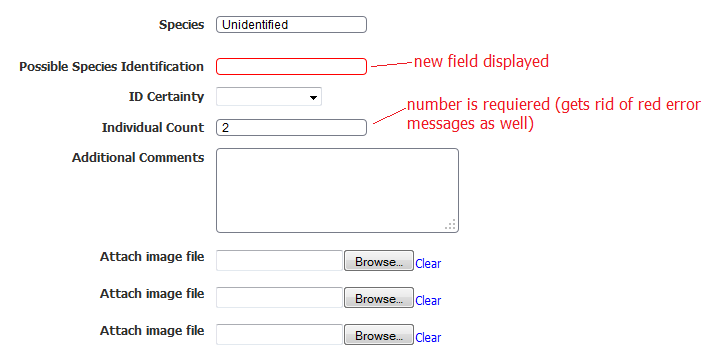 Species Unidentified
Possible Species Identification new field displayed
ID Certainty
number is requiered (gets rid of red error
Individual Count 2 messages as well)
Additional Comments
Attach image file Browse... Clear
Attach image file Browse... Clear
Attach image file Browse... Clear